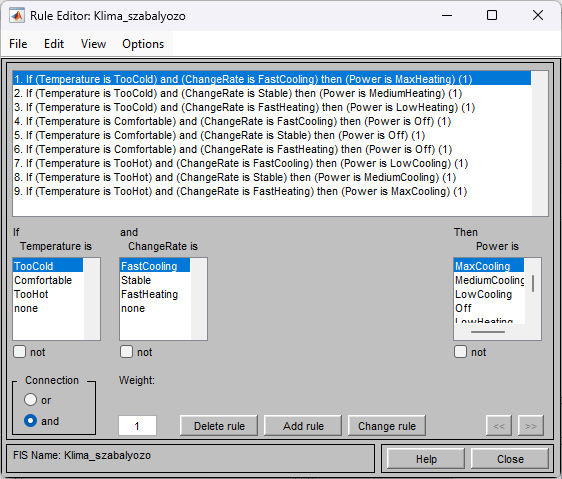 Rule Editor: Klima_szabalyozo
File Edit View Options
1. If (Temperature is TooCold) and (ChangeRate is FastCooling) then (Power is MaxHeating) (1)
2. If (Temperature is TooCold) and (ChangeRate is Stable) then (Power is MediumHeating) (1)
3. If (Temperature is TooCold) and (ChangeRate is FastHeating) then (Power is LowHeating) (1)
4. If (Temperature is Comfortable) and (ChangeRate is FastCooling) then (Power is Off) (1)
5. If (Temperature is Comfortable) and (ChangeRate is Stable) then (Power is Off) (1)
6. If (Temperature is Comfortable) and (ChangeRate is FastHeating) then (Power is Off) (1)
7. If (Temperature is TooHot) and (ChangeRate is FastCooling) then (Power is LowCooling) (1)
8. If (Temperature is TooHot) and (ChangeRate is Stable) then (Power is MediumCooling) (1)
9. If (Temperature is TooHot) and (ChangeRate is FastHeating) then (Power is MaxCooling) (1)
If
Temperature is
TooCold
Comfortable
TooHot
none
not
and
ChangeRate is
FastCooling
Stable
FastHeating
none
not
Then
Power is
MaxCooling
MediumCooling
LowCooling
Off
LowHeating
not
Connection
or
and
Weight:
1
Delete rule
Add rule
Change rule
<<
>>
FIS Name: Klima_szabalyozo
Help
Close